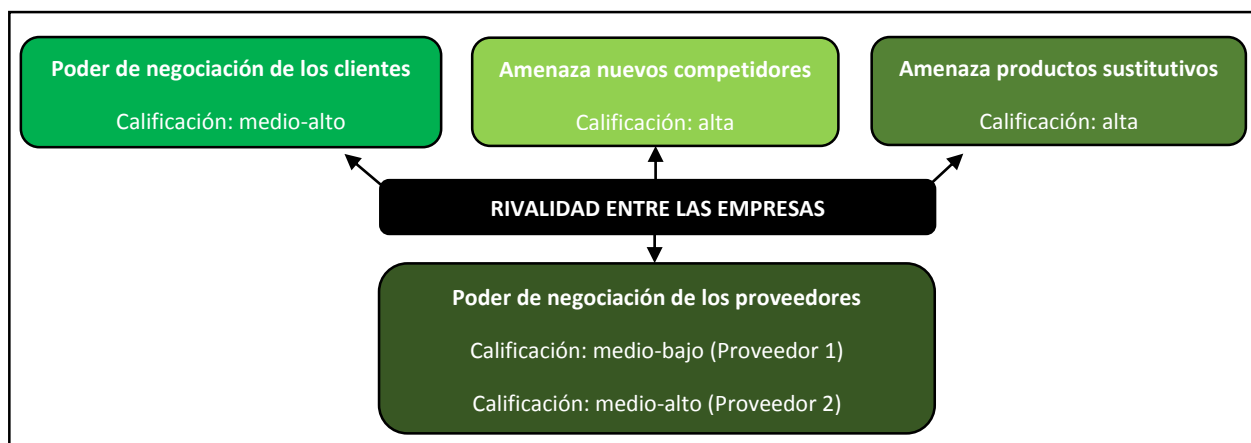 Poder de negociación de los clientes
Calificación: medio-alto
Amenaza nuevos competidores
Calificación: alta
Amenaza productos sustitutivos
Calificación: alta
RIVALIDAD ENTRE LAS EMPRESAS
Poder de negociación de los proveedores
Calificación: medio-bajo (Proveedor 1)
Calificación: medio-alto (Proveedor 2)